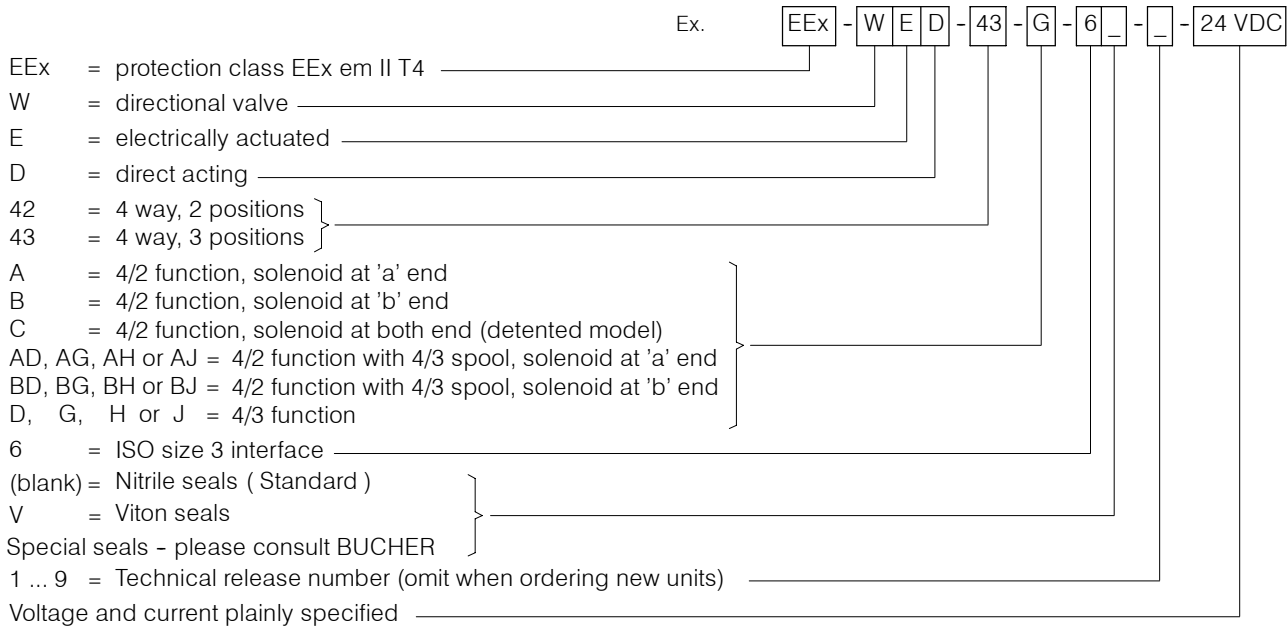 Ex. EEx - W E D - 43 - G - 6 _ - _ - 24 VDC
EEx = protection class EEx em II T4
W = directional valve
E = electrically actuated
D = direct acting
42 = 4 way, 2 positions
43 = 4 way, 3 positions
A = 4/2 function, solenoid at 'a' end
B = 4/2 function, solenoid at 'b' end
C = 4/2 function, solenoid at both end (detented model)
AD, AG, AH or AJ = 4/2 function with 4/3 spool, solenoid at 'a' end
BD, BG, BH or BJ = 4/2 function with 4/3 spool, solenoid at 'b' end
D, G, H or J = 4/3 function
6 = ISO size 3 interface
(blank) = Nitrile seals ( Standard )
V = Viton seals
Special seals - please consult BUCHER
1 ... 9 = Technical release number (omit when ordering new units)
Voltage and current plainly specified